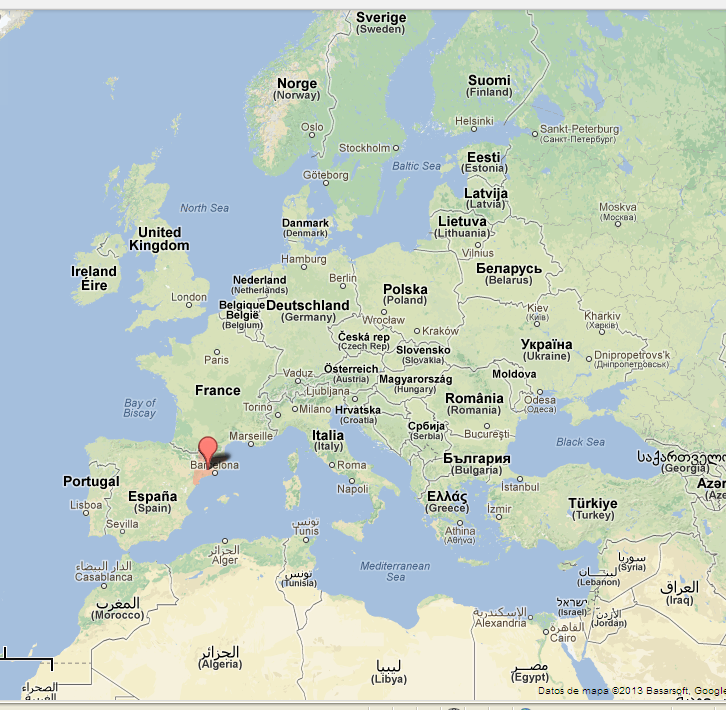 Sverige
(Sweden)
Norge
(Norway)
Suomi
(Finland)
Oslo
Helsinki
Sankt-Peterburg
(Санкт-Петербург)
Stockholm
Baltic Sea
Eesti
(Estonia)
Göteborg
Latvija
(Latvia)
North Sea
Moskva
(Москва)
Danmark
(Denmark)
Lietuva
(Lithuania)
United
Kingdom
Vilnius
Hamburg
Беларусь
(Belarus)
Ireland
Éire
Nederland
(Netherlands)
Berlin
Polska
(Poland)
London
België
Belgique
(Belgium)
Deutschland
(Germany)
Wrocław
Kraków
Kiev
(Київ)
Kharkiv
(Харків)
Česká rep
(Czech Rep)
Україна
(Ukraine)
Paris
Slovensko
(Slovakia)
Dnipropetrovs'k
(Дніпропетровськ)
Vaduz
Österreich
(Austria)
Magyarország
(Hungary)
Moldova
France
Ljubljana
România
(Romania)
Odesa
(Одеса)
Bay of
Biscay
Torino
Milano
Hrvatska
(Croatia)
Србија
(Serbia)
București
Marseille
Italia
(Italy)
Black Sea
Barcelona
Roma
България
(Bulgaria)
საქართველო
(Georgia)
Portugal
España
(Spain)
Napoli
İstanbul
Azər
(Aze
Lisboa
Ελλάς
(Greece)
İzmir
Türkiye
(Turkey)
Sevilla
تونس
Tunis
Athina
(Αθήνα)
الجزائر
Alger
الدار البيضاء
Casablanca
Mediterranean
Sea
سوريا
(Syria)
تونس
(Tunisia)
لبنان
(Lebanon)
العراق
(Iraq)
المغرب
(Morocco)
ישראל
(Israel)
الأردن
(Jordan)
الإسكندرية
Alexandria
القاهرة
Cairo
الجزائر
(Algeria)
ليبيا
(Libya)
مصر
(Egypt)
الصحراء
الغربية
Datos de mapa ©2013 Basarsoft, Google